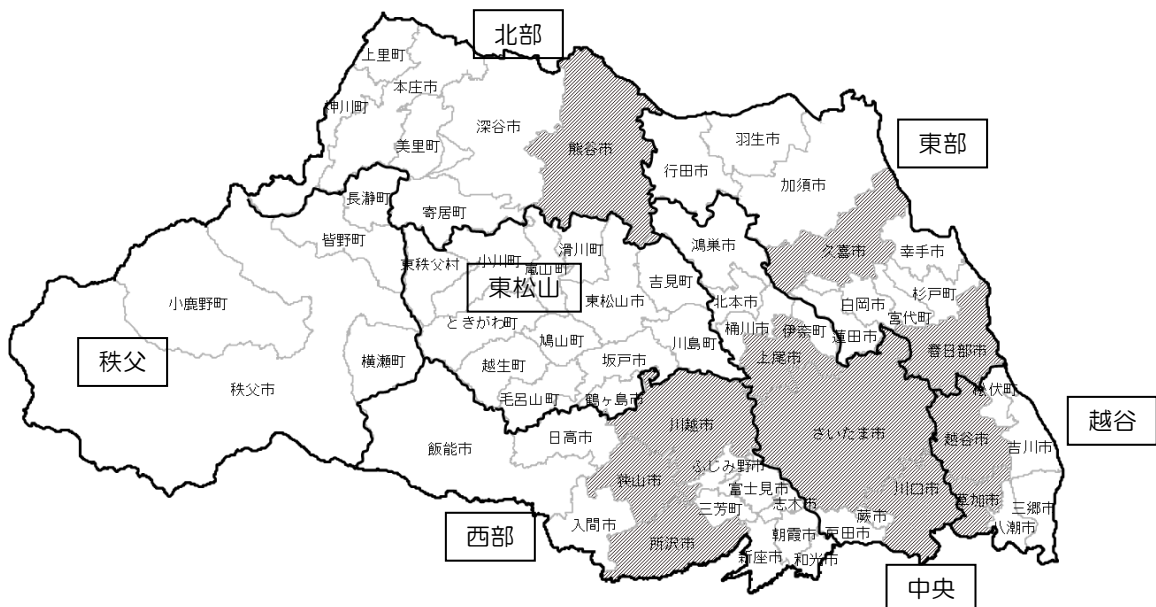 北部
上里町
本庄市
神川町
深谷市
美里町
熊谷市
寄居町
東部
羽生市
行田市
加須市
久喜市
幸手市
杉戸町
白岡市
宮代町
蓮田市
春日部市
長瀞町
皆野町
小鹿野町
横瀬町
秩父
秩父市
東秩父村
小川町
嵐山町
滑川町
吉見町
東松山
東松山市
ときがわ町
鳩山町
川島町
越生町
坂戸市
毛呂山町
鶴ヶ島市
鴻巣市
北本市
桶川市
伊奈町
上尾市
さいたま市
川口市
蕨市
戸田市
中央
越谷
松伏町
越谷市
吉川市
草加市
三郷市
八潮市
飯能市
日高市
川越市
狭山市
ふじみ野市
富士見市
三芳町
志木市
入間市
所沢市
朝霞市
新座市
和光市
西部